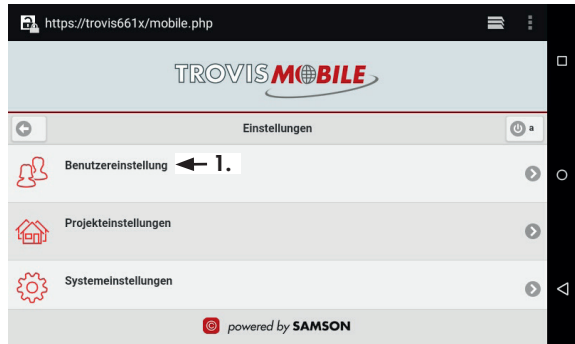 https://trovis661x/mobile.php
TROVIS MOBILE
Einstellungen
a
Benutzereinstellung 1.
Projekteinstellungen
Systemeinstellungen
© powered by SAMSON